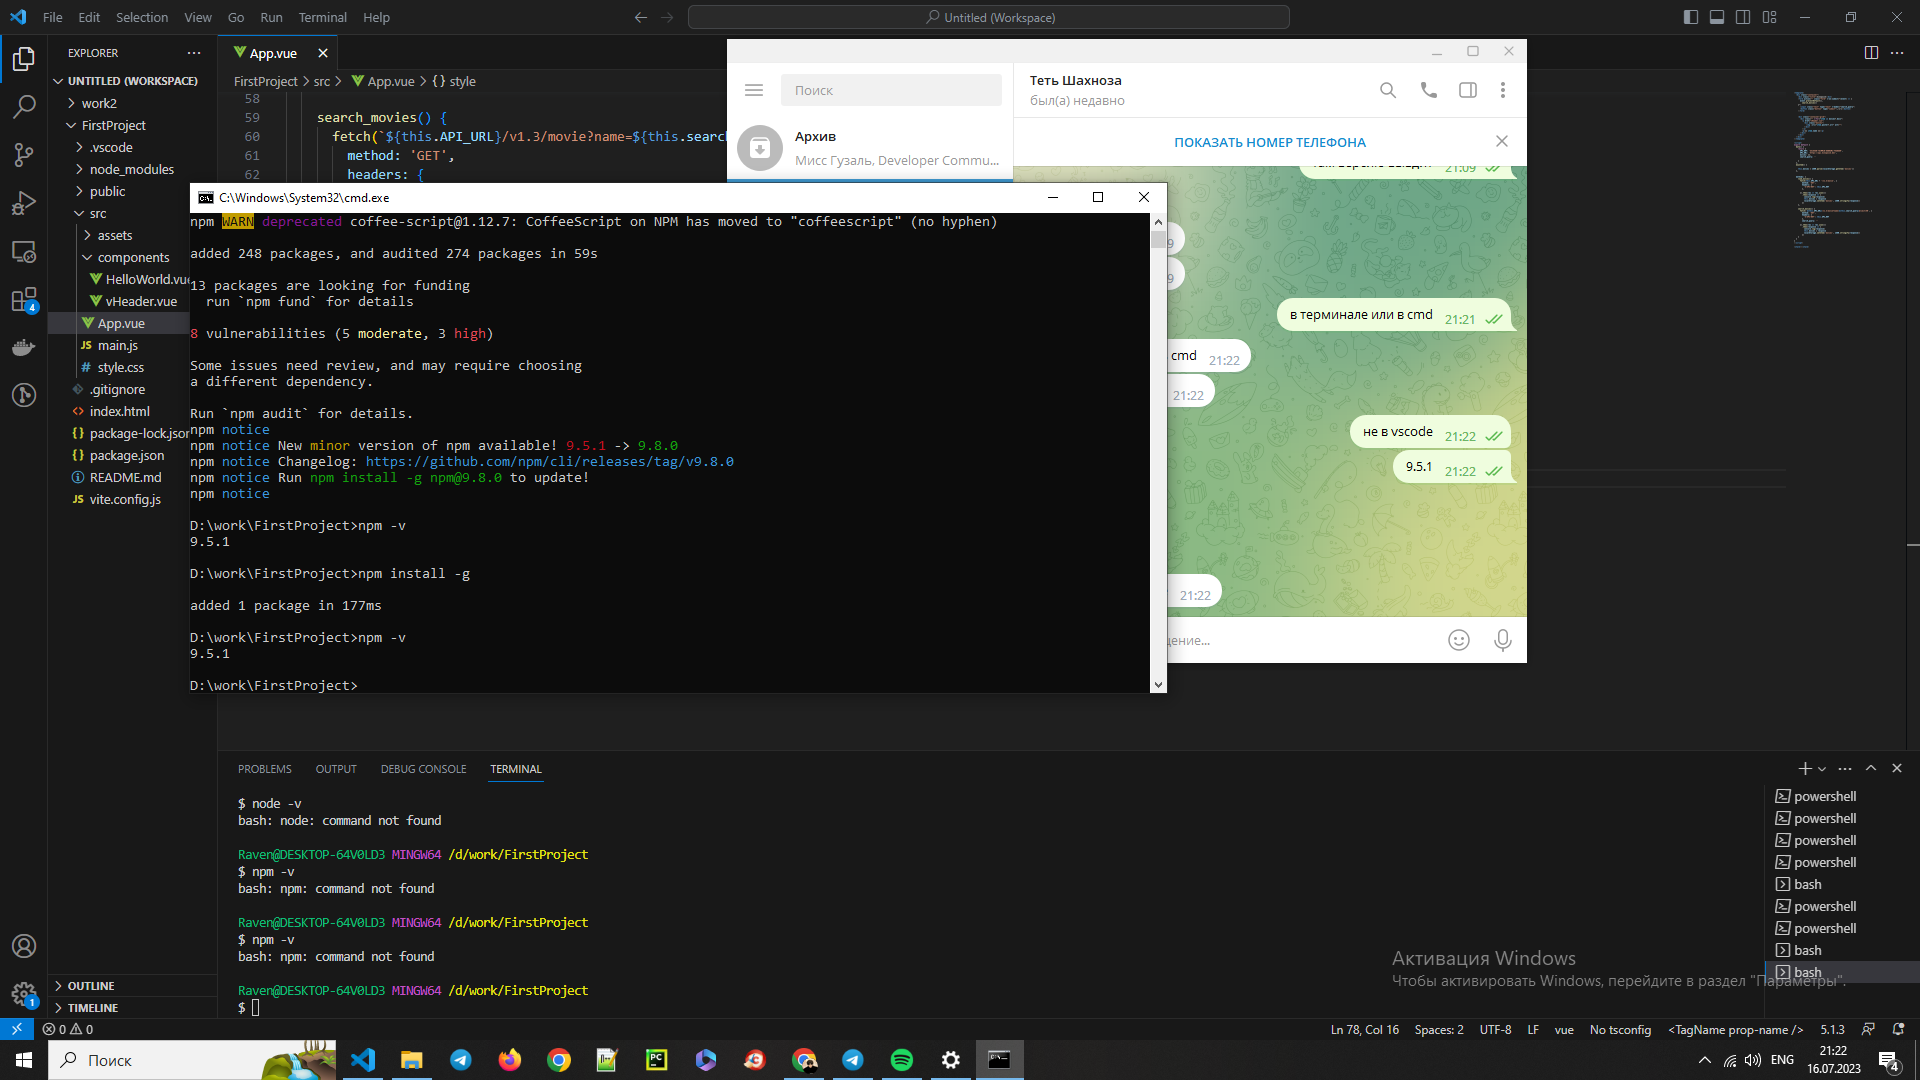 File Edit Selection View Go Run Terminal Help
Untitled (Workspace)
EXPLORER
UNTITLED (WORKSPACE)
work2
FirstProject
.vscode
node_modules
public
src
assets
components
HelloWorld.vue
vHeader.vue
App.vue
main.js
style.css
.gitignore
index.html
package-lock.json
package.json
README.md
vite.config.js
OUTLINE
TIMELINE
App.vue
FirstProject > src > App.vue > {} style
58
59 search_movies() {
60 fetch(`${this.API_URL}/v1.3/movie?name=${this.searc
61 method: 'GET',
62 headers: {
Поиск
Архив
Мисс Гузаль, Developer Commu...
Теть Шахноза
был(а) недавно
ПОКАЗАТЬ НОМЕР ТЕЛЕФОНА
21:09
9
9
в терминале или в cmd 21:21
cmd 21:22
21:22
не в vscode 21:22
9.5.1 21:22
21:22
C:\Windows\System32\cmd.exe
npm WARN deprecated coffee-script@1.12.7: CoffeeScript on NPM has moved to "coffeescript" (no hyphen)
added 248 packages, and audited 274 packages in 59s
13 packages are looking for funding
run `npm fund` for details
8 vulnerabilities (5 moderate, 3 high)
Some issues need review, and may require choosing
a different dependency.
Run `npm audit` for details.
npm notice
npm notice New minor version of npm available! 9.5.1 -> 9.8.0
npm notice Changelog: https://github.com/npm/cli/releases/tag/v9.8.0
npm notice Run npm install -g npm@9.8.0 to update!
npm notice
D:\work\FirstProject>npm -v
9.5.1
D:\work\FirstProject>npm install -g
added 1 package in 177ms
D:\work\FirstProject>npm -v
9.5.1
D:\work\FirstProject>
PROBLEMS OUTPUT DEBUG CONSOLE TERMINAL
$ node -v
bash: node: command not found
Raven@DESKTOP-64V0LD3 MINGW64 /d/work/FirstProject
$ npm -v
bash: npm: command not found
Raven@DESKTOP-64V0LD3 MINGW64 /d/work/FirstProject
$ npm -v
bash: npm: command not found
Raven@DESKTOP-64V0LD3 MINGW64 /d/work/FirstProject
$
powershell
powershell
powershell
powershell
bash
powershell
powershell
bash
bash
Активация Windows
Чтобы активировать Windows, перейдите в раздел "Параметры".
0 0
Ln 78, Col 16 Spaces: 2 UTF-8 LF vue No tsconfig <TagName prop-name /> 5.1.3
Поиск
ENG
21:22
16.07.2023
4
4
1